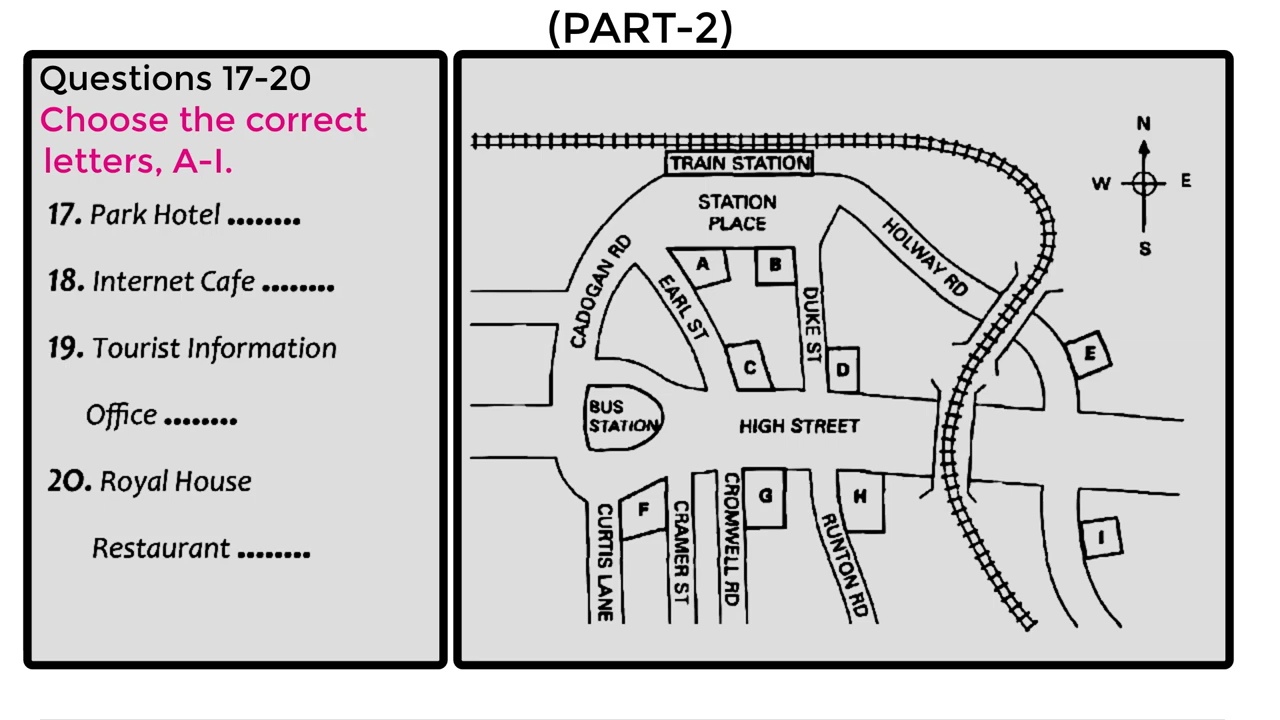 (PART-2)
Questions 17-20
Choose the correct
letters, A-I.
17. Park Hotel ........
18. Internet Cafe ........
19. Tourist Information
Office ........
20. Royal House
Restaurant ........
TRAIN STATION
STATION
PLACE
CADOGAN RD
EARL ST
A
B
DUKE ST
HOLWAY RD
N
W
E
S
C
D
E
BUS
STATION
HIGH STREET
CURTIS LANE
F
CRAMER ST
CROMWELL RD
G
RUNTON RD
H
I